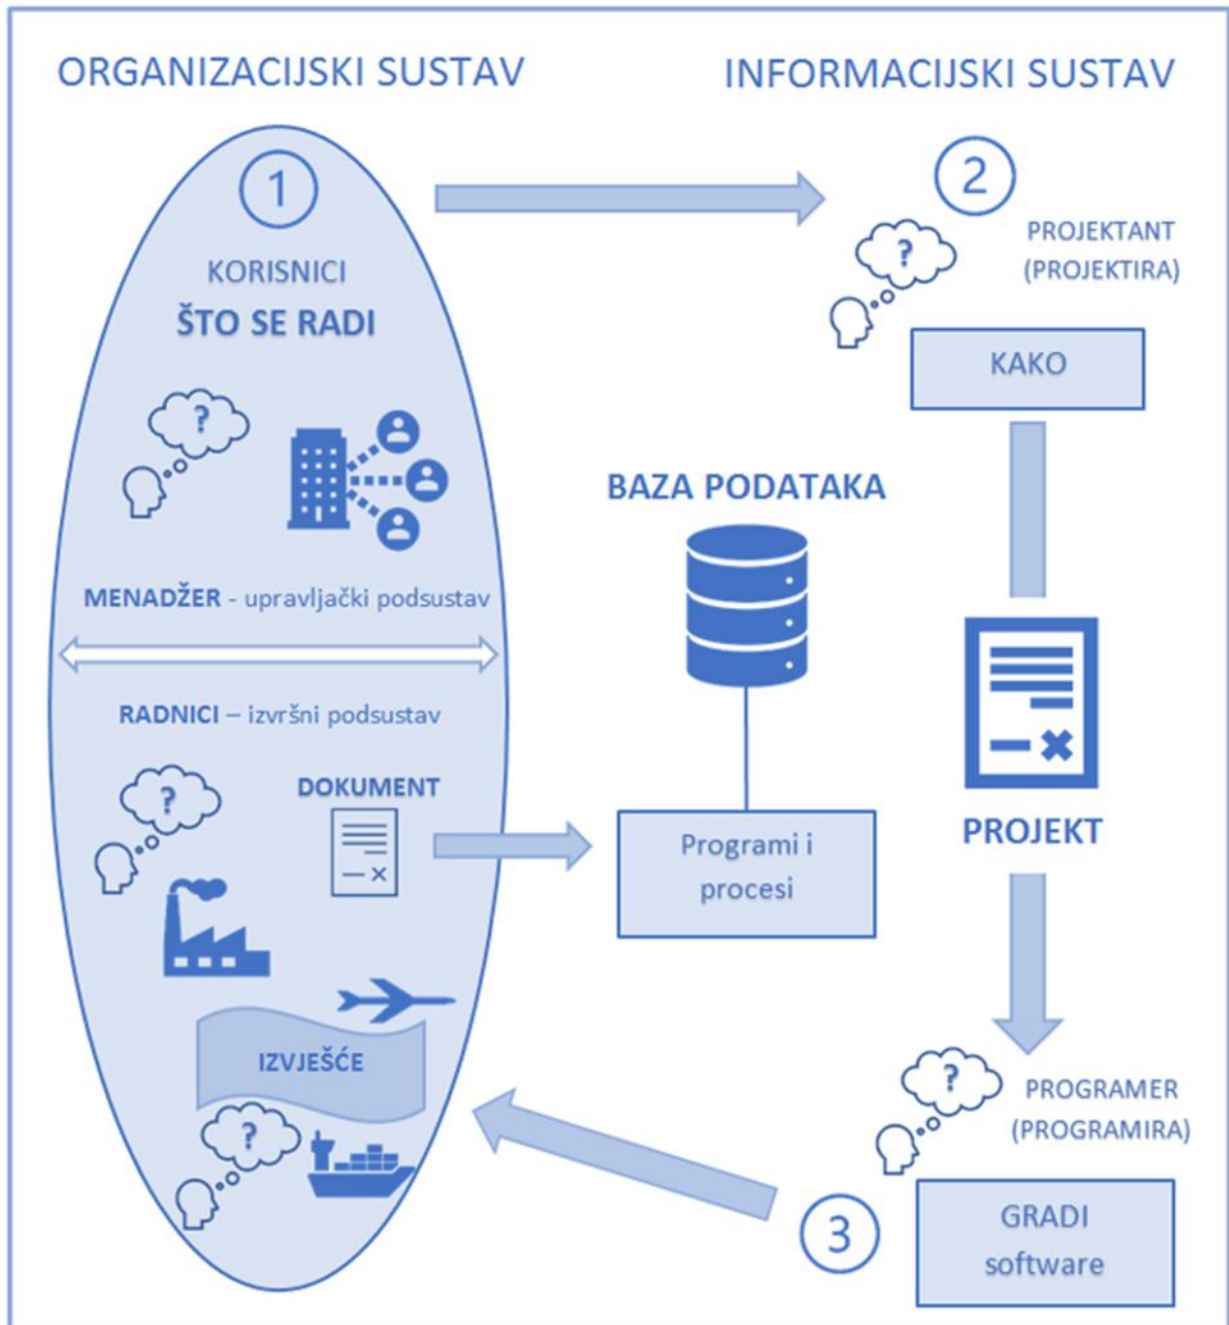 ORGANIZACIJSKI SUSTAV
INFORMACIJSKI SUSTAV
1
KORISNICI
ŠTO SE RADI
?
MENADŽER - upravljački podsustav
RADNICI – izvršni podsustav
?
DOKUMENT
IZVJEŠĆE
?
BAZA PODATAKA
Programi i
procesi
2
?
PROJEKTANT
(PROJEKTIRA)
KAKO
PROJEKT
?
PROGRAMER
(PROGRAMIRA)
3
GRADI
software